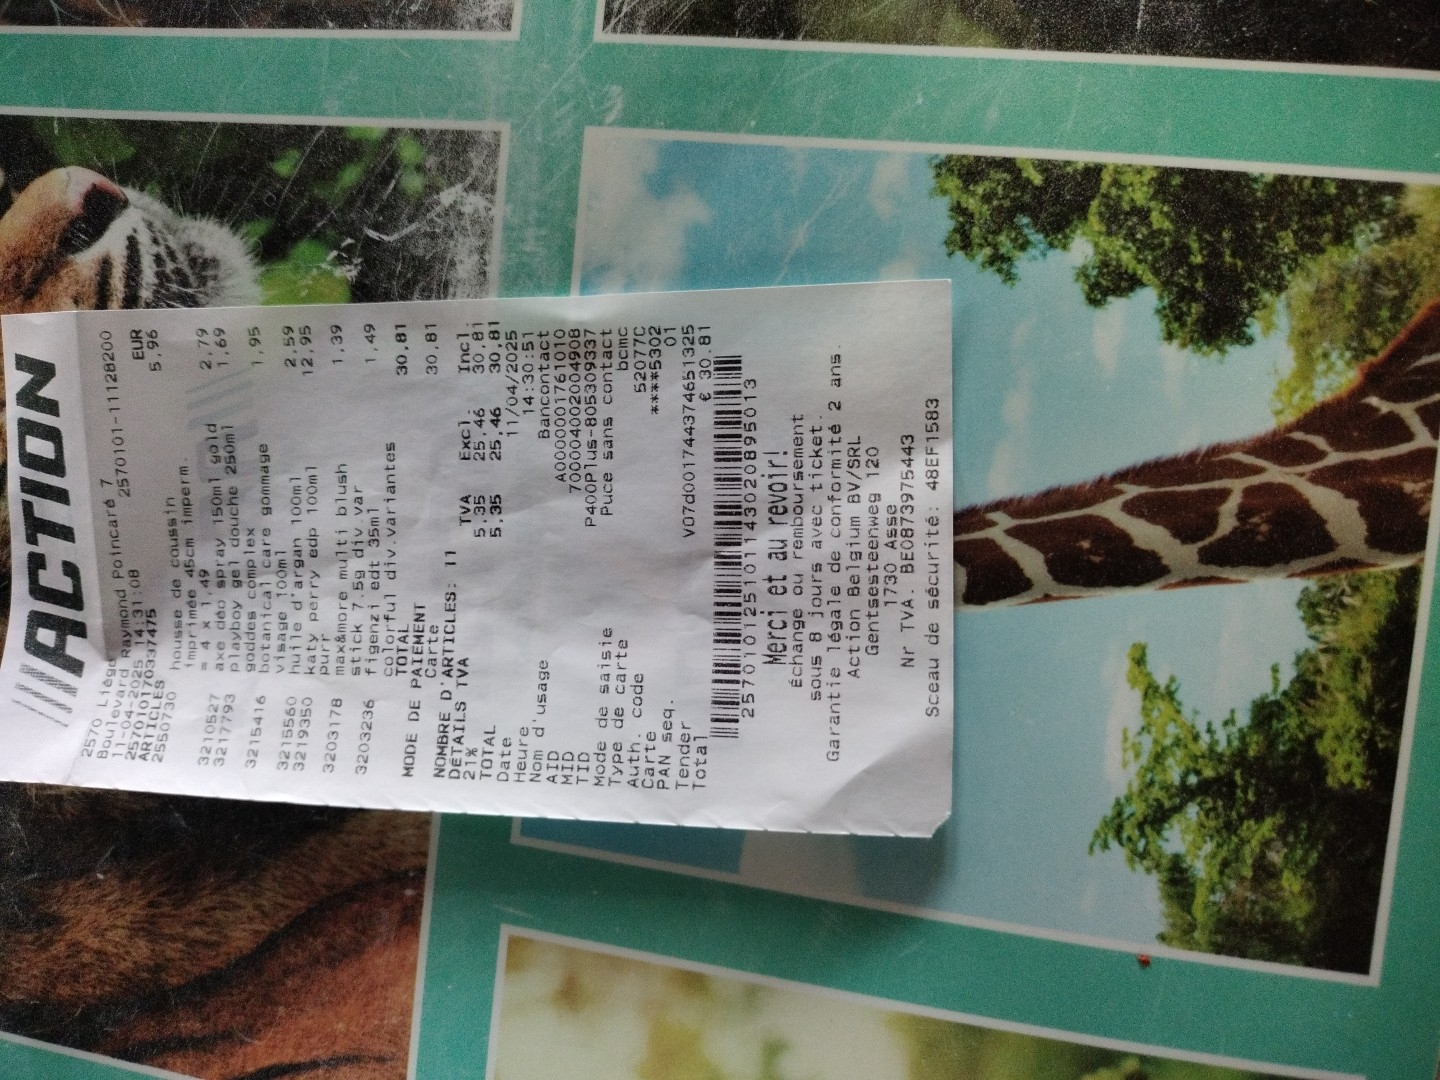 ACTION
2570 Liège
Boulevard Raymond Poincaré 7
11-04-2025 14:31:08 2570101-11128200
257010170337475
ARTICLES EUR
2550730 housse de coussin 5,96
imprimée 45cm imperm.
= 4 x 1,49
3210527 axe deo spray 150ml gold 2,79
3217793 playboy gel douche 250ml 1,69
goddes complex
3215416 botanical care gommage 1,95
visage 100ml
3215560 huile d'argan 100ml 2,59
3219350 katy perry edp 100ml 12,95
purr
3203178 max&more multi blush 1,39
stick 7.5g div.var
3203236 figenzi edt 35ml 1,49
colorful div.variantes
TOTAL 30,81
MODE DE PAIEMENT
Carte 30,81
NOMBRE D'ARTICLES: 11
DÉTAILS TVA TVA Excl. Incl.
21% 5,35 25,46 30,81
TOTAL 5,35 25,46 30,81
Date 11/04/2025
Heure 14:30:51
Nom d'usage Bancontact
AID A0000001761010
MID 700004002004908
TID P400Plus-805309337
Mode de saisie Puce sans contact
Type de carte bcmc
Auth. code 52077C
Carte ****5302
PAN seq. 01
Tender V07d001744374651325
Total € 30.81
257010125101143020895013
Merci et au revoir!
Échange ou remboursement
sous 8 jours avec ticket.
Garantie légale de conformité 2 ans.
Action Belgium BV/SRL
Gentsesteenweg 120
1730 Asse
Nr TVA. BE0873975443
Sceau de sécurité: 48EF1583